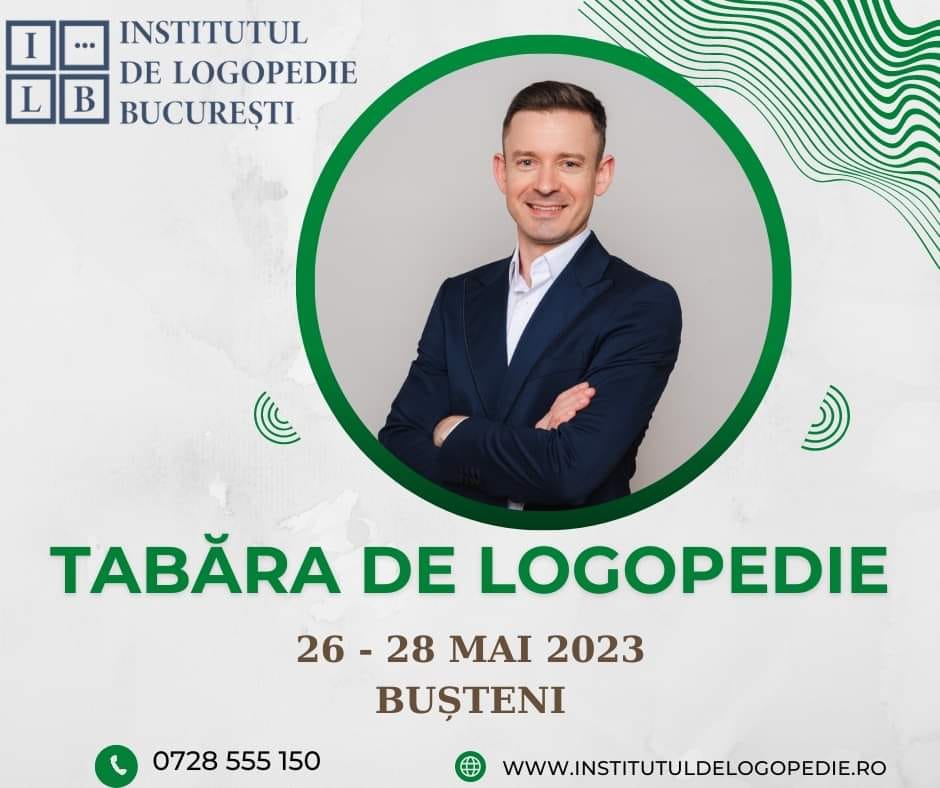 I ...
L B
INSTITUTUL
DE LOGOPEDIE
BUCUREȘTI
TABĂRA DE LOGOPEDIE
26 - 28 MAI 2023
BUȘTENI
0728 555 150
WWW.INSTITUTULDELOGOPEDIE.RO